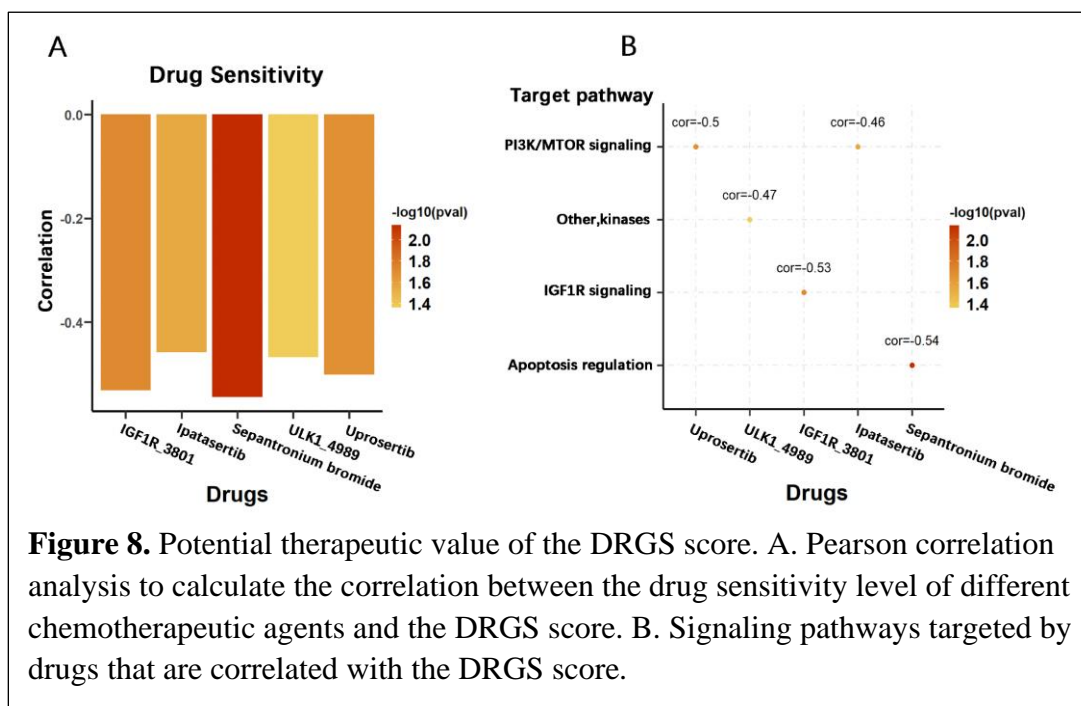 A
Drug Sensitivity
Correlation
0.0
-0.2
-0.4
IGF1R_3801
Ipatasertib
Sepantronium bromide
ULK1_4989
Uprosertib
Drugs
-log10(pval)
2.0
1.8
1.6
1.4
B
Target pathway
PI3K/MTOR signaling
Other,kinases
IGF1R signaling
Apoptosis regulation
cor=-0.5
cor=-0.46
cor=-0.47
cor=-0.53
cor=-0.54
Uprosertib
ULK1_4989
IGF1R_3801
Ipatasertib
Sepantronium bromide
Drugs
-log10(pval)
2.0
1.8
1.6
1.4
Figure 8. Potential therapeutic value of the DRGS score. A. Pearson correlation
analysis to calculate the correlation between the drug sensitivity level of different
chemotherapeutic agents and the DRGS score. B. Signaling pathways targeted by
drugs that are correlated with the DRGS score.